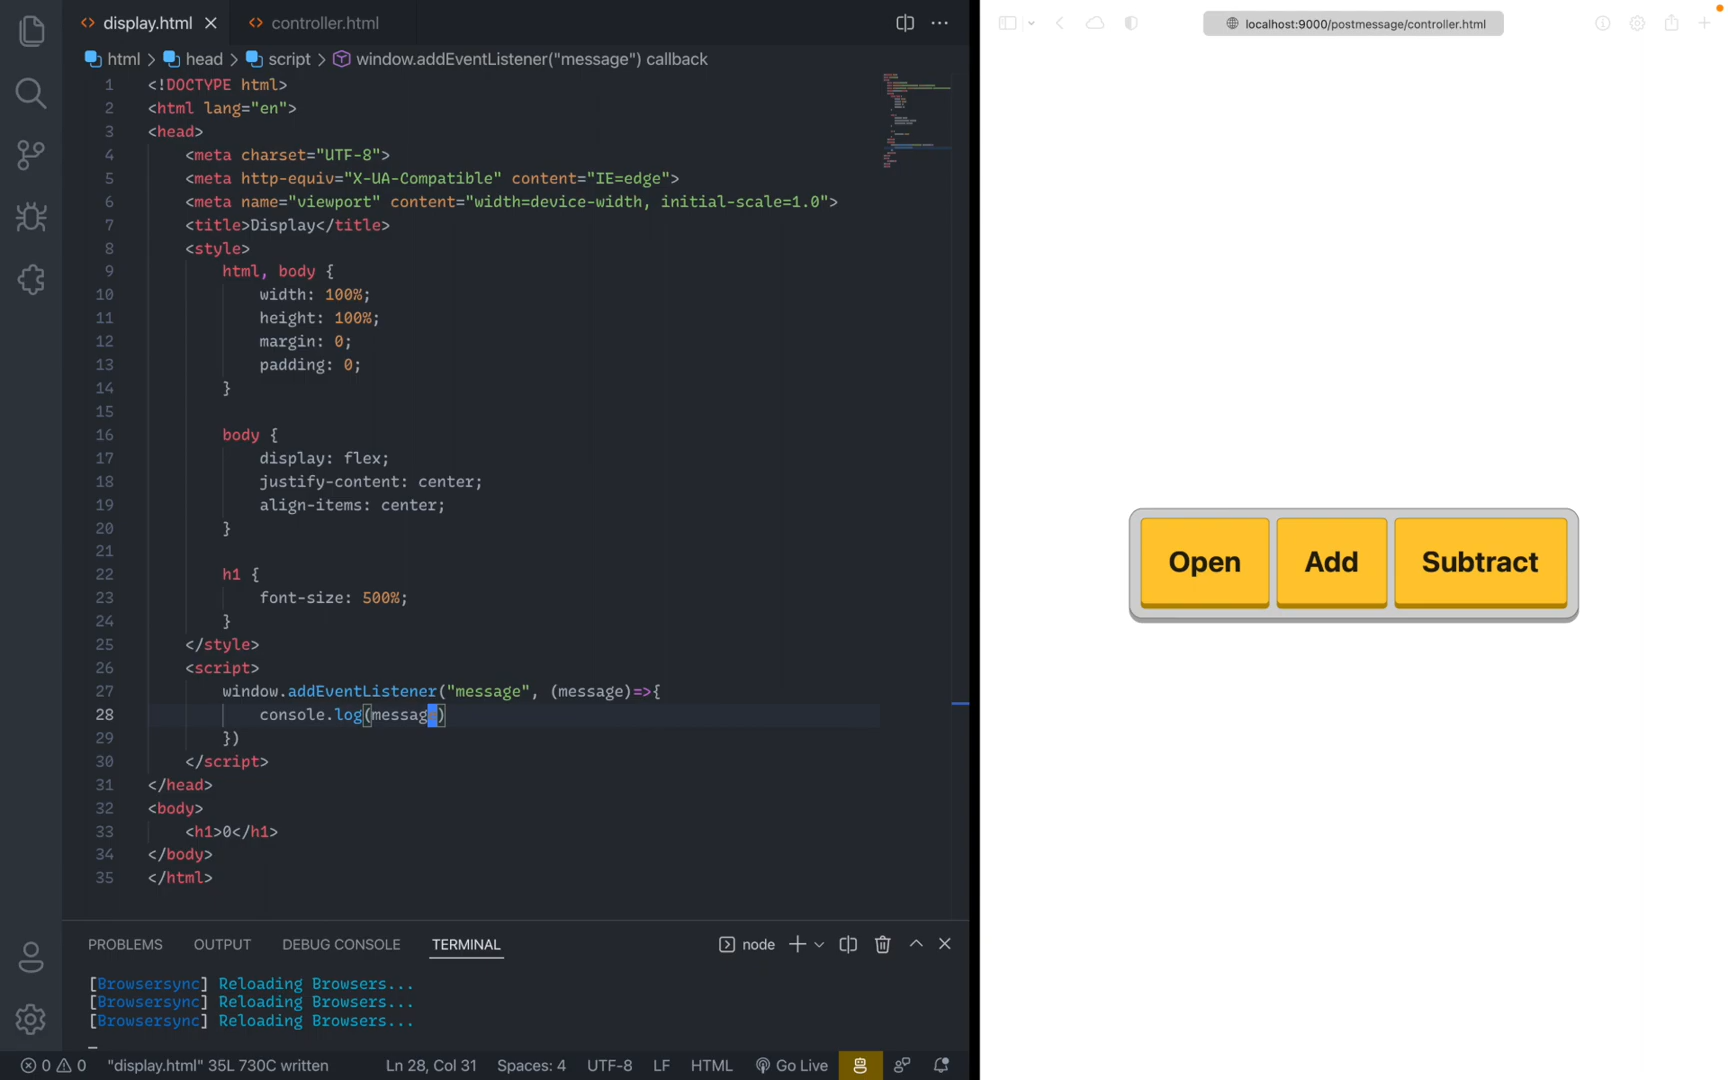 display.html
controller.html
localhost:9000/postmessage/controller.html
html > head > script > window.addEventListener("message") callback
1 <!DOCTYPE html>
2 <html lang="en">
3 <head>
4 <meta charset="UTF-8">
5 <meta http-equiv="X-UA-Compatible" content="IE=edge">
6 <meta name="viewport" content="width=device-width, initial-scale=1.0">
7 <title>Display</title>
8 <style>
9 html, body {
10 width: 100%;
11 height: 100%;
12 margin: 0;
13 padding: 0;
14 }
15
16 body {
17 display: flex;
18 justify-content: center;
19 align-items: center;
20 }
21
22 h1 {
23 font-size: 500%;
24 }
25 </style>
26 <script>
27 window.addEventListener("message", (message)=>{
28 console.log(message)
29 })
30 </script>
31 </head>
32 <body>
33 <h1>0</h1>
34 </body>
35 </html>
Open
Add
Subtract
PROBLEMS OUTPUT DEBUG CONSOLE TERMINAL node
[Browsersync] Reloading Browsers...
[Browsersync] Reloading Browsers...
[Browsersync] Reloading Browsers...
0 0 "display.html" 35L 730C written Ln 28, Col 31 Spaces: 4 UTF-8 LF HTML Go Live